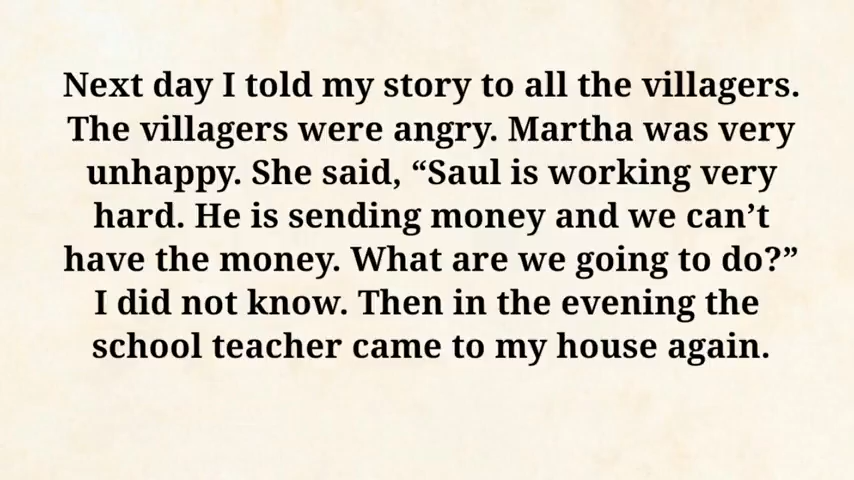 Next day I told my story to all the villagers.
The villagers were angry. Martha was very
unhappy. She said, “Saul is working very
hard. He is sending money and we can’t
have the money. What are we going to do?”
I did not know. Then in the evening the
school teacher came to my house again.